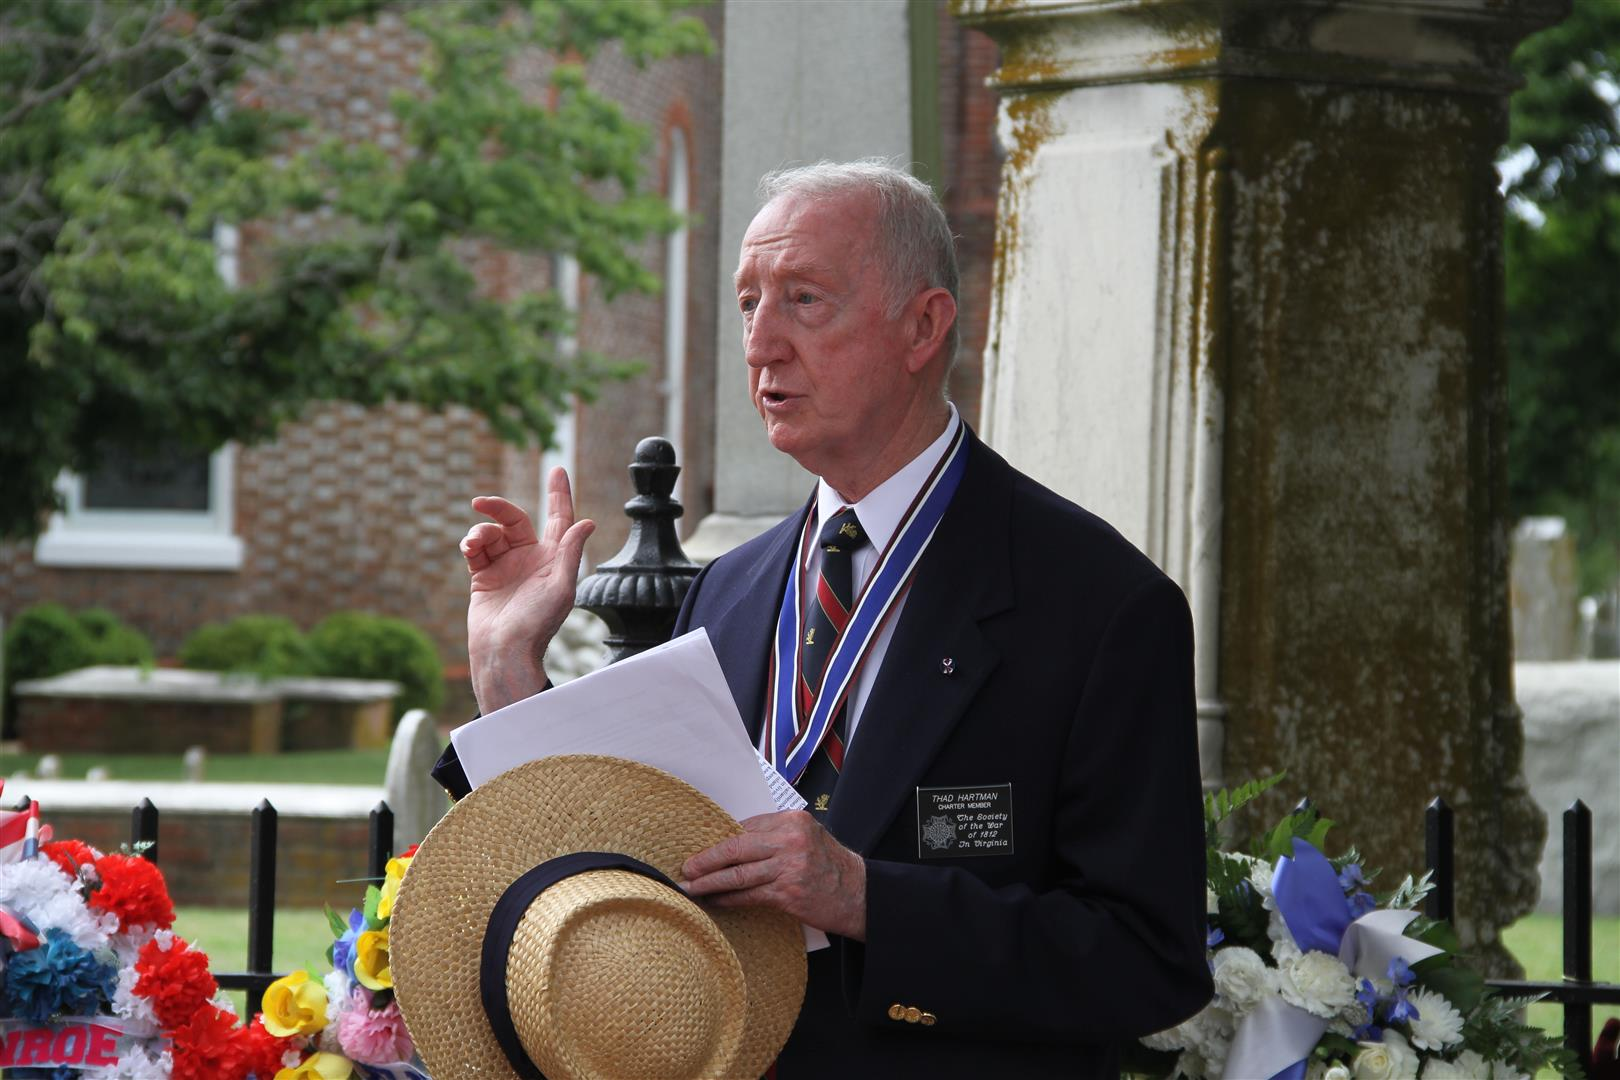 THAD HARTMAN
CHARTER MEMBER
The Society
of the War
of 1812
In Virginia
NROE